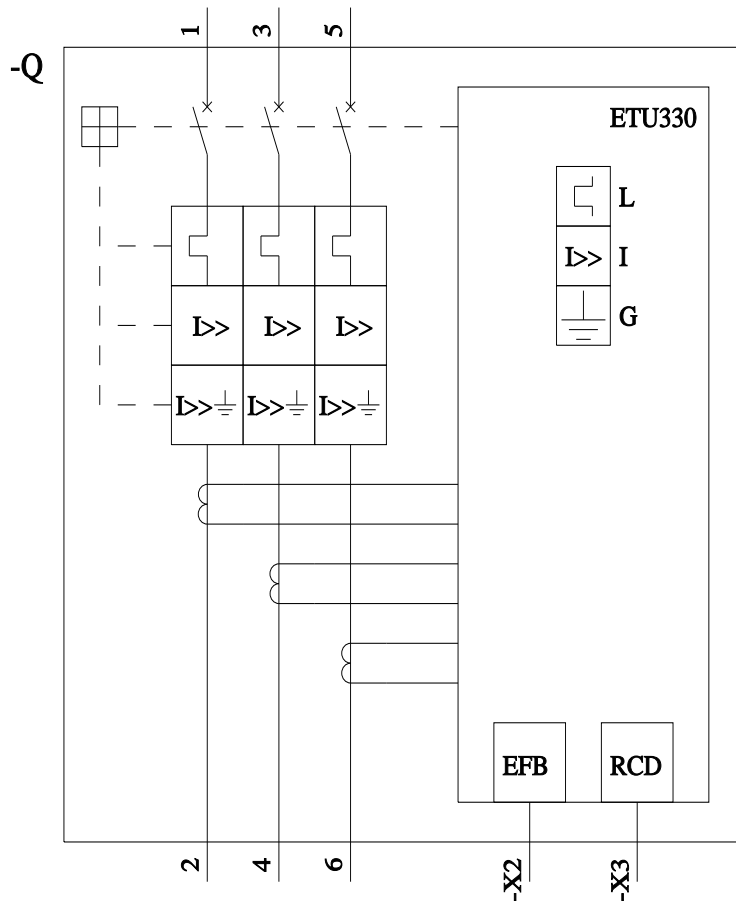 1 3 5
-Q
ETU330
L
I>> I
G
I>> I>> I>>
I>> I>> I>>
EFB RCD
2 4 6 -X2 -X3